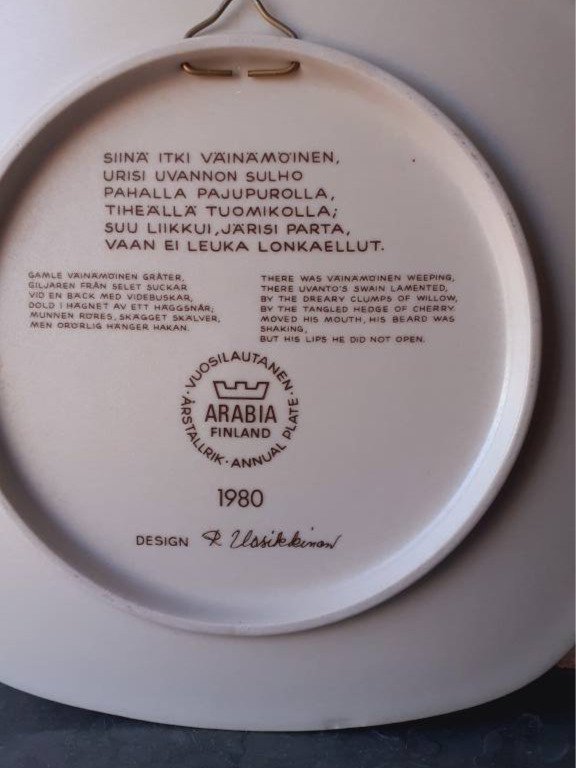 SIINÄ ITKI VÄINÄMÖINEN,
URISI UVANNON SULHO
PAHALLA PAJUPUROLLA,
TIHEÄLLÄ TUOMIKOLLA;
SUU LIIKKUI, JÄRISI PARTA,
VAAN EI LEUKA LONKAELLUT.
GAMLE VÄINÄMÖINEN GRÅTER,
GILJAREN FRÅN SELET SUCKAR
VID EN BÄCK MED VIDEBUSKAR,
DOLD I HÄGNET AV ETT HÄGGSNÅR;
MUNNEN RÖRES, SKÄGGET SKÄLVER,
MEN ORÖRLIG HÄNGER HAKAN.
THERE WAS VÄINÄMÖINEN WEEPING,
THERE UVANTO'S SWAIN LAMENTED,
BY THE DREARY CLUMPS OF WILLOW,
BY THE TANGLED HEDGE OF CHERRY.
MOVED HIS MOUTH, HIS BEARD WAS
SHAKING,
BUT HIS LIPS HE DID NOT OPEN.
VUOSILAUTANEN · ÅRSTALLRIK · ANNUAL PLATE ·
ARABIA
FINLAND
1980
DESIGN R. Uosikkinen